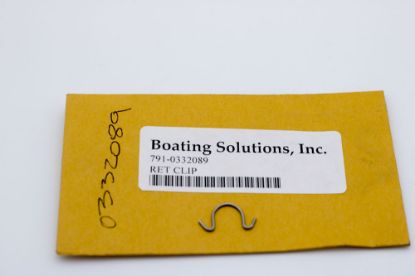 Boating Solutions, Inc.
791-0332089
RET CLIP
0332089